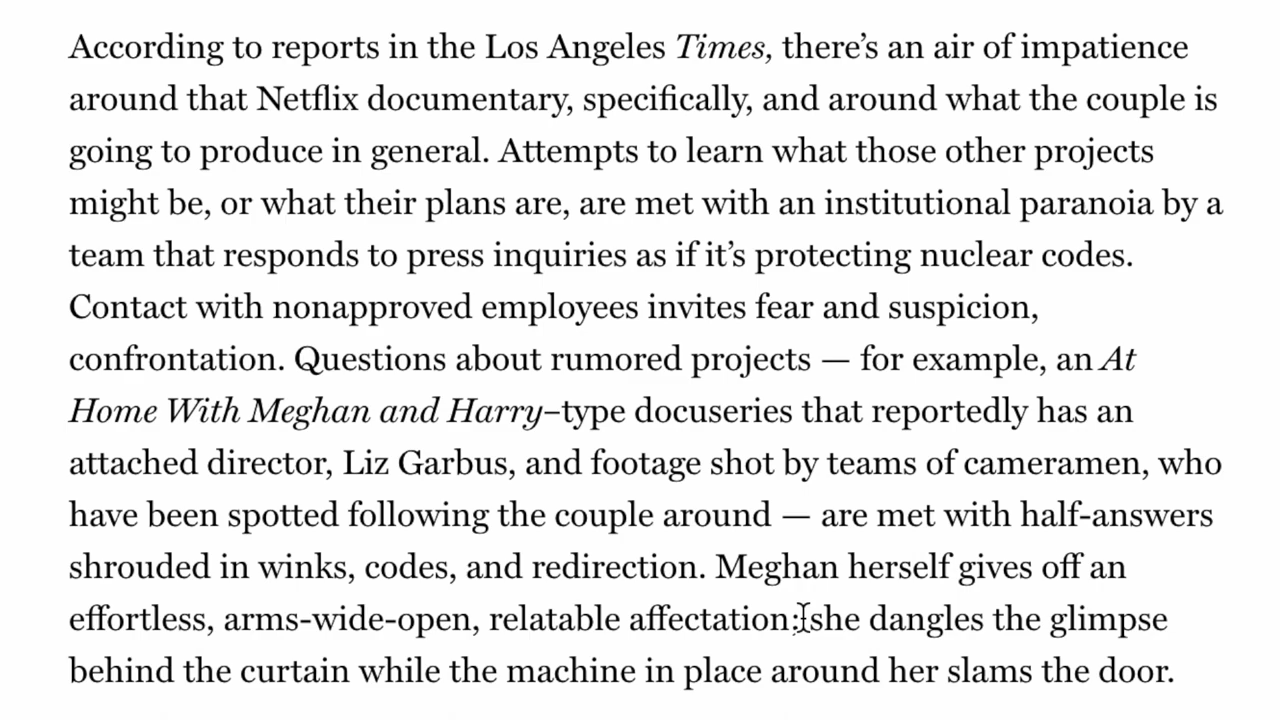 According to reports in the Los Angeles Times, there’s an air of impatience
around that Netflix documentary, specifically, and around what the couple is
going to produce in general. Attempts to learn what those other projects
might be, or what their plans are, are met with an institutional paranoia by a
team that responds to press inquiries as if it’s protecting nuclear codes.
Contact with nonapproved employees invites fear and suspicion,
confrontation. Questions about rumored projects — for example, an At
Home With Meghan and Harry–type docuseries that reportedly has an
attached director, Liz Garbus, and footage shot by teams of cameramen, who
have been spotted following the couple around — are met with half-answers
shrouded in winks, codes, and redirection. Meghan herself gives off an
effortless, arms-wide-open, relatable affectation; she dangles the glimpse
behind the curtain while the machine in place around her slams the door.